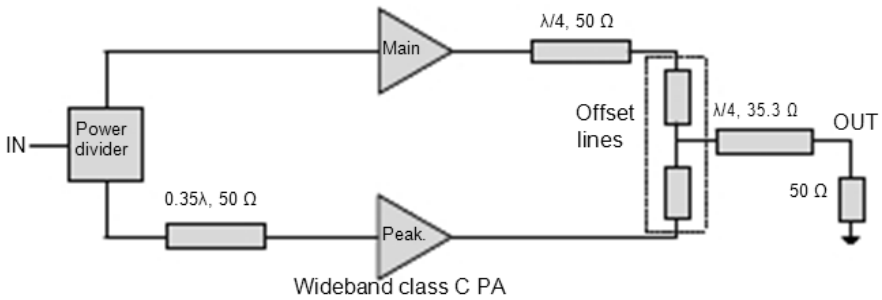 λ/4, 50 Ω
Main
Offset
lines
λ/4, 35.3 Ω
OUT
Power
divider
IN
50 Ω
0.35λ, 50 Ω
Peak.
Wideband class C PA